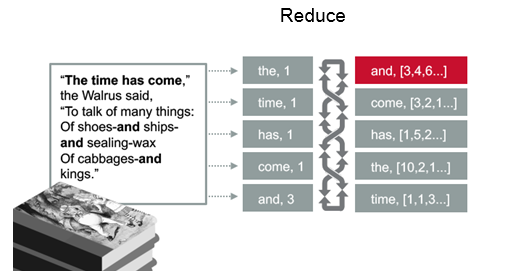 Reduce
"The time has come,"
the Walrus said,
"To talk of many things:
Of shoes-and ships-
and sealing-wax
Of cabbages-and
kings."
the, 1
time, 1
has, 1
come, 1
and, 3
and, [3,4,6...]
come, [3,2,1...]
has, [1,5,2...]
the, [10,2,1...]
time, [1,1,3...]